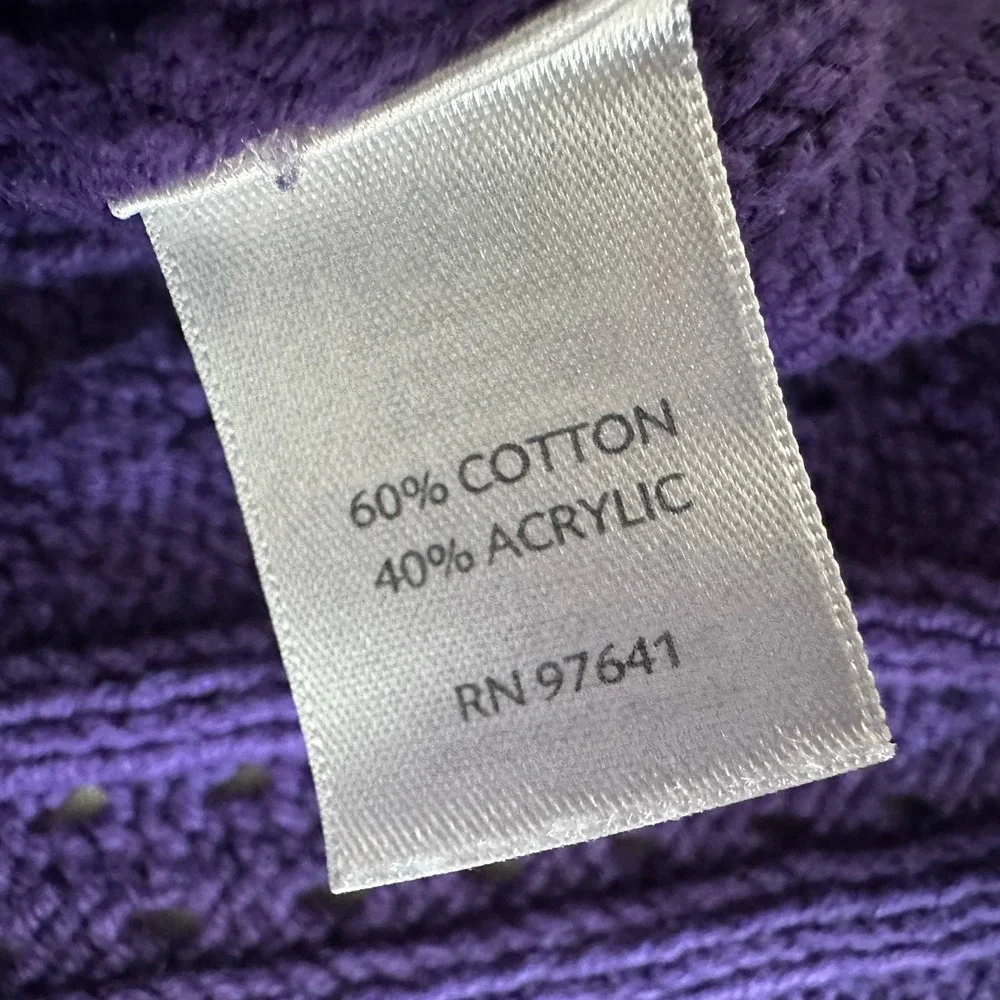 60% COTTON
40% ACRYLIC
RN 97641